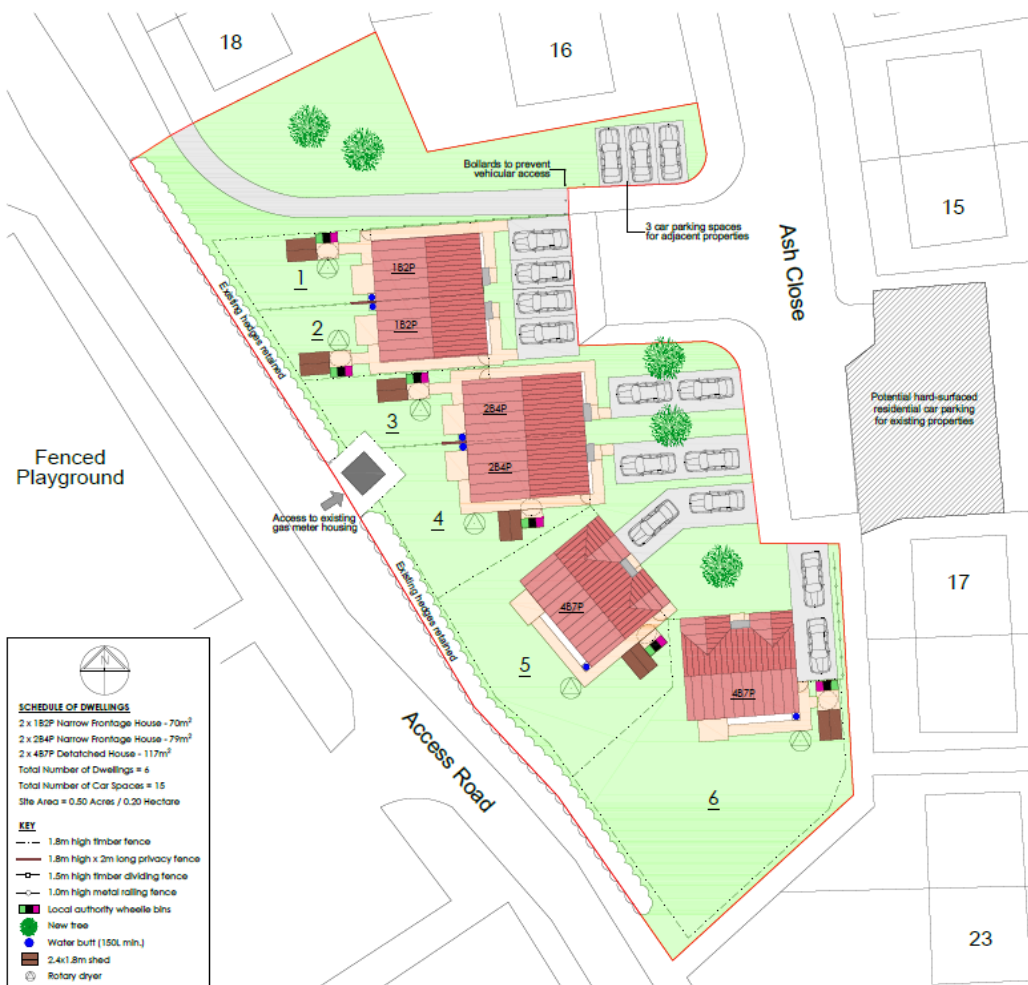 18
16
Bollards to prevent
vehicular access
3 car parking spaces
for adjacent properties
15
Ash Close
1
1B2P
2
1B2P
Existing hedges retained
3
2B4P
2B4P
4
Potential hard-surfaced
residential car parking
for existing properties
Fenced
Playground
Access to existing
gas meter housing
Existing hedges retained
4B7P
5
4B7P
17
6
Access Road
23
N
SCHEDULE OF DWELLINGS
2 x 1B2P Narrow Frontage House - 70m²
2 x 2B4P Narrow Frontage House - 79m²
2 x 4B7P Detatched House - 117m²
Total Number of Dwellings = 6
Total Number of Car Spaces = 15
Site Area = 0.50 Acres / 0.20 Hectare
KEY
1.8m high timber fence
1.8m high x 2m long privacy fence
1.5m high timber dividing fence
1.0m high metal railing fence
Local authority wheelie bins
New tree
Water butt (150L min.)
2.4x1.8m shed
Rotary dryer